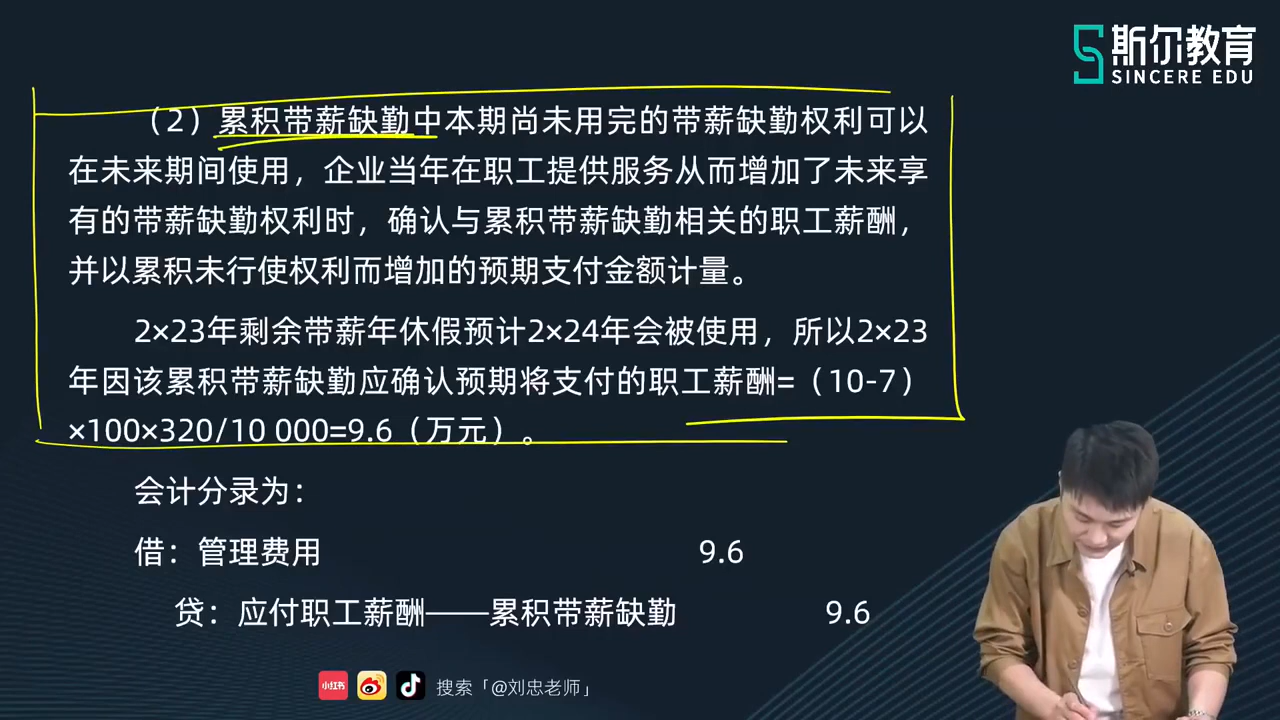 斯尔教育
SINCERE EDU
（2）累积带薪缺勤中本期尚未用完的带薪缺勤权利可以
在未来期间使用，企业当年在职工提供服务从而增加了未来享
有的带薪缺勤权利时，确认与累积带薪缺勤相关的职工薪酬，
并以累积未行使权利而增加的预期支付金额计量。
2×23年剩余带薪年休假预计2×24年会被使用，所以2×23
年因该累积带薪缺勤应确认预期将支付的职工薪酬=（10-7）
×100×320/10 000=9.6（万元）。
会计分录为：
借：管理费用 9.6
贷：应付职工薪酬——累积带薪缺勤 9.6
小红书 搜索「@刘忠老师」